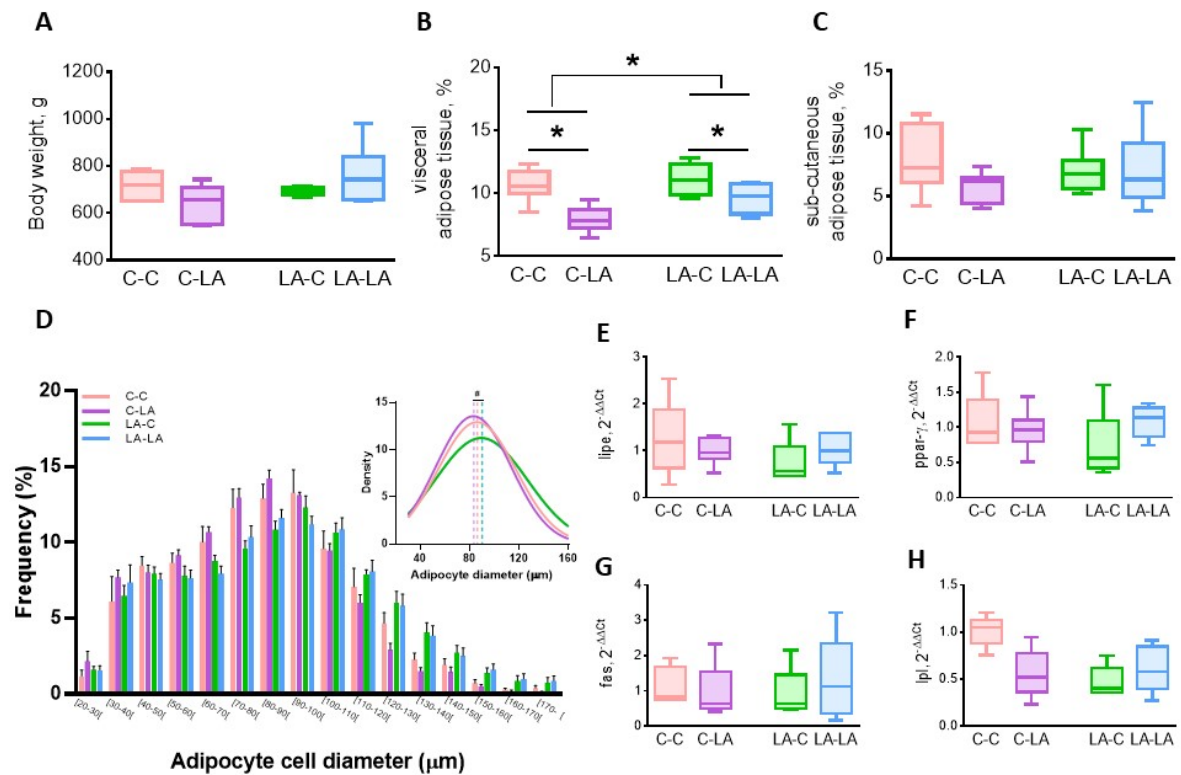 A
Body weight, g
1200
1000
800
600
400
C-C C-LA LA-C LA-LA
B
visceral
adipose tissue, %
20
15
10
5
*
* *
C-C C-LA LA-C LA-LA
C
sub-cutaneous
adipose tissue, %
15
10
5
0
C-C C-LA LA-C LA-LA
D
Frequency (%)
20
15
10
5
0
C-C
C-LA
LA-C
LA-LA
Density
15
10
5
0
40 80 120 160
Adipocyte diameter (µm)
[20-30[ [30-40[ [40-50[ [50-60[ [60-70[ [70-80[ [80-90[ [90-100[ [110-120[ [120-130[ [130-140[ [140-150[ [150-160[ [160-170[
Adipocyte cell diameter (µm)
E
lipe, 2-ΔΔCt
3
2
1
0
C-C C-LA LA-C LA-LA
F
ppar-γ, 2-ΔΔCt
2.0
1.5
1.0
0.5
0.0
C-C C-LA LA-C LA-LA
G
fas, 2-ΔΔCt
4
3
2
1
0
C-C C-LA LA-C LA-LA
H
lpl, 2-ΔΔCt
1.5
1.0
0.5
0.0
C-C C-LA LA-C LA-LA